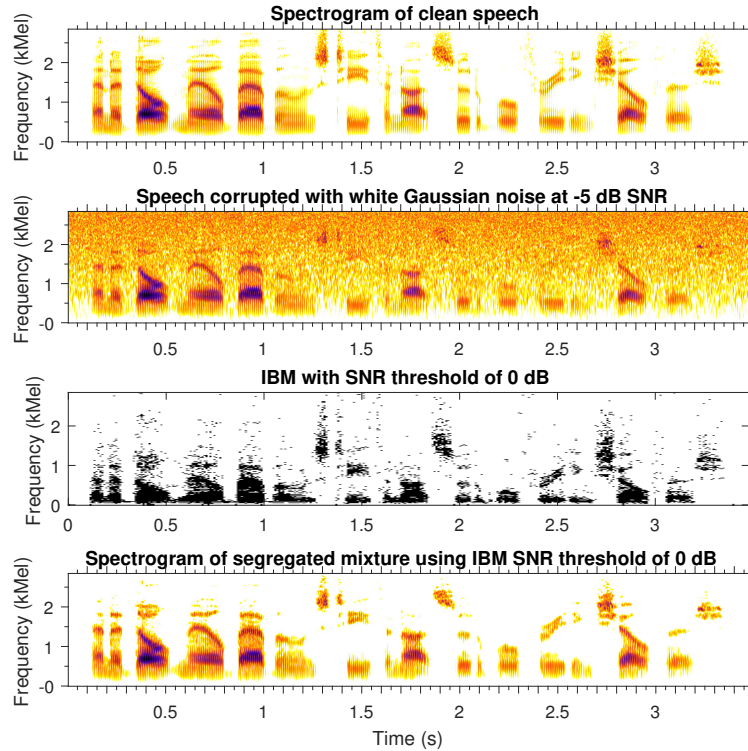 Spectrogram of clean speech
Frequency (kMel)
2
1
-0
0.5 1 1.5 2 2.5 3
Speech corrupted with white Gaussian noise at -5 dB SNR
Frequency (kMel)
2
1
-0
0.5 1 1.5 2 2.5 3
IBM with SNR threshold of 0 dB
Frequency (kMel)
2
1
0
0 0.5 1 1.5 2 2.5 3
Spectrogram of segregated mixture using IBM SNR threshold of 0 dB
Frequency (kMel)
2
1
-0
0.5 1 1.5 2 2.5 3
Time (s)